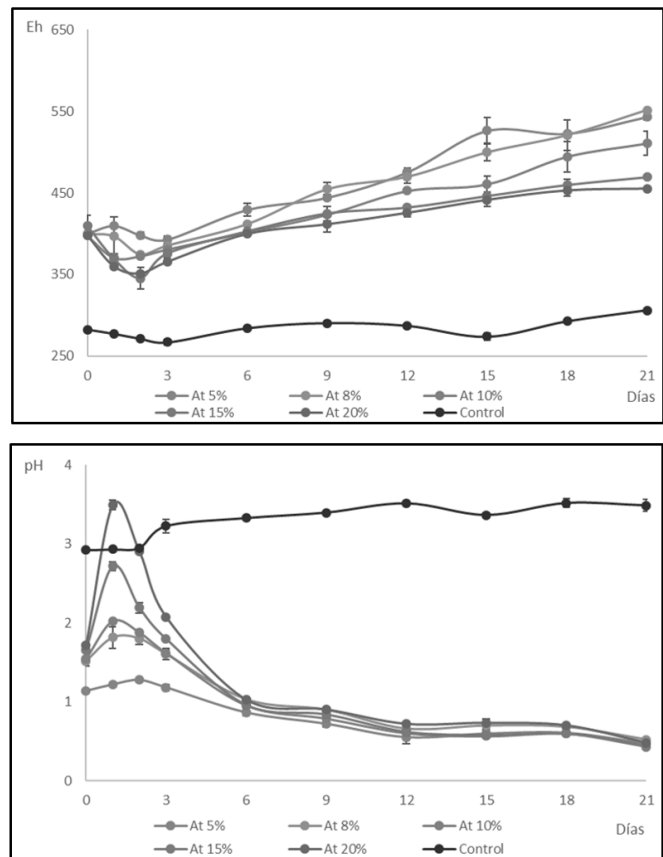 Eh
650
550
450
350
250
0 3 6 9 12 15 18 21
Días
At 5% At 8% At 10%
At 15% At 20% Control
pH
4
3
2
1
0
0 3 6 9 12 15 18 21
Días
At 5% At 8% At 10%
At 15% At 20% Control